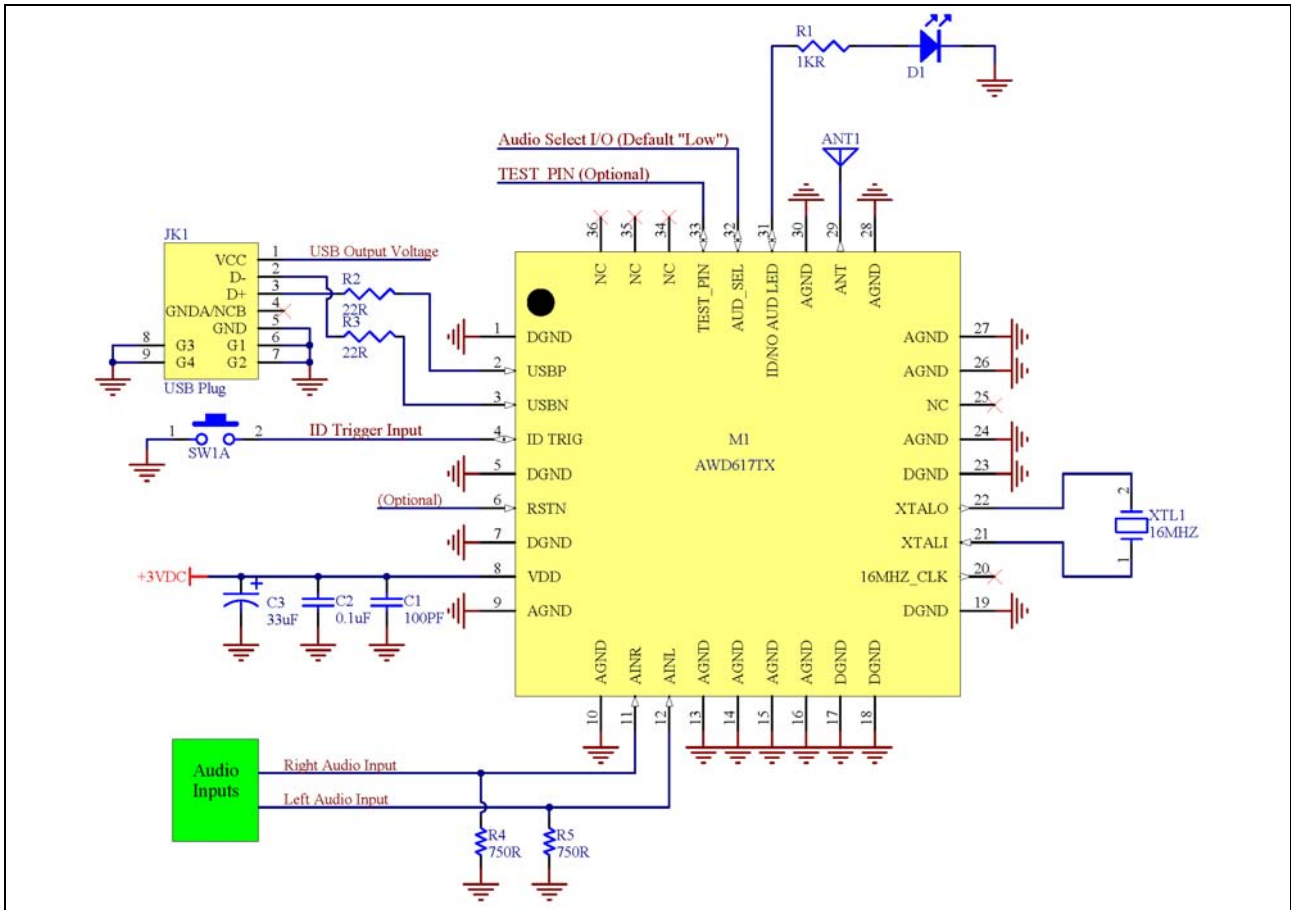 R1
1KR
D1
Audio Select I/O (Default "Low")
ANT1
TEST_PIN (Optional)
36
35
34
33
32
31
30
29
28
NC
NC
NC
TEST_PIN
AUD_SEL
ID/NO AUD LED
AGND
ANT
AGND
JK1
VCC
D-
D+
GNDA/NCB
GND
G1
G2
G3
G4
1
2
3
4
5
6
7
8
9
USB Plug
USB Output Voltage
R2
22R
R3
22R
1
2
SW1A
ID Trigger Input
(Optional)
+3VDC
+
C3
33uF
C2
0.1uF
C1
100PF
1 DGND
2 USBP
3 USBN
4 ID TRIG
5 DGND
6 RSTN
7 DGND
8 VDD
9 AGND
M1
AWD617TX
AGND 27
AGND 26
NC 25
AGND 24
DGND 23
XTALO 22
XTALI 21
16MHZ_CLK 20
DGND 19
2
XTL1
16MHZ
1
AGND
AINR
AINL
AGND
AGND
AGND
AGND
DGND
DGND
10
11
12
13
14
15
16
17
18
Audio
Inputs
Right Audio Input
Left Audio Input
R4
750R
R5
750R